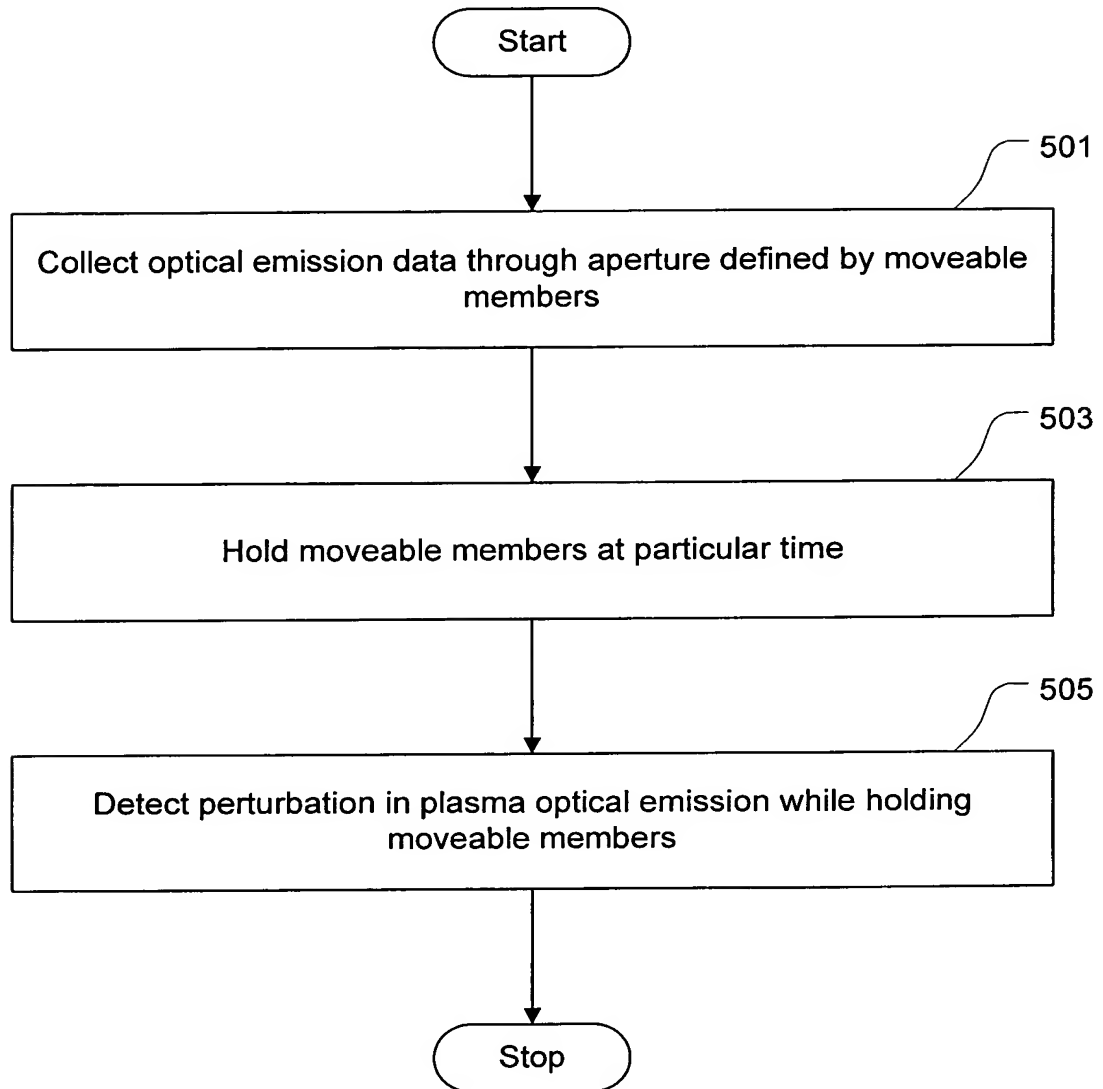 Start
501
Collect optical emission data through aperture defined by moveable
members
503
Hold moveable members at particular time
505
Detect perturbation in plasma optical emission while holding
moveable members
Stop